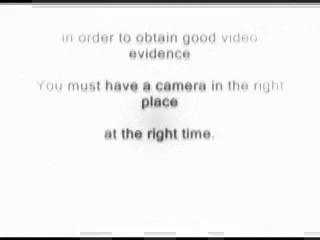 in order to obtain good video
evidence
You must have a camera in the right
place
at the right time.